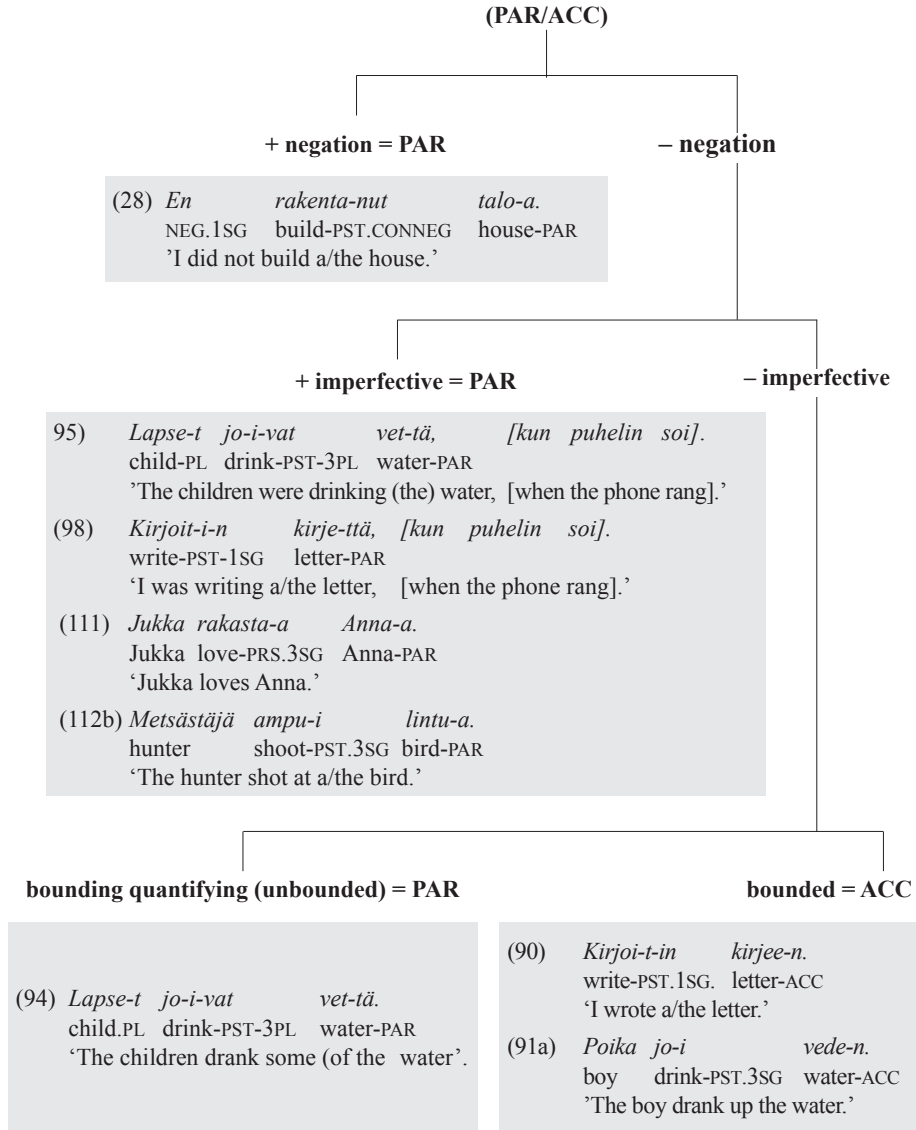 (PAR/ACC)
+ negation = PAR
– negation
(28) En rakenta-nut talo-a.
NEG.1SG build-PST.CONNEG house-PAR
’I did not build a/the house.’
+ imperfective = PAR
– imperfective
95) Lapse-t jo-i-vat vet-tä, [kun puhelin soi].
child-PL drink-PST-3PL water-PAR
’The children were drinking (the) water, [when the phone rang].’
(98) Kirjoit-i-n kirje-ttä, [kun puhelin soi].
write-PST-1SG letter-PAR
‘I was writing a/the letter, [when the phone rang].’
(111) Jukka rakasta-a Anna-a.
Jukka love-PRS.3SG Anna-PAR
‘Jukka loves Anna.’
(112b) Metsästäjä ampu-i lintu-a.
hunter shoot-PST.3SG bird-PAR
‘The hunter shot at a/the bird.’
bounding quantifying (unbounded) = PAR
bounded = ACC
(94) Lapse-t jo-i-vat vet-tä.
child.PL drink-PST-3PL water-PAR
‘The children drank some (of the water’.
(90) Kirjoi-t-in kirjee-n.
write-PST.1SG. letter-ACC
’I wrote a/the letter.’
(91a) Poika jo-i vede-n.
boy drink-PST.3SG water-ACC
’The boy drank up the water.’